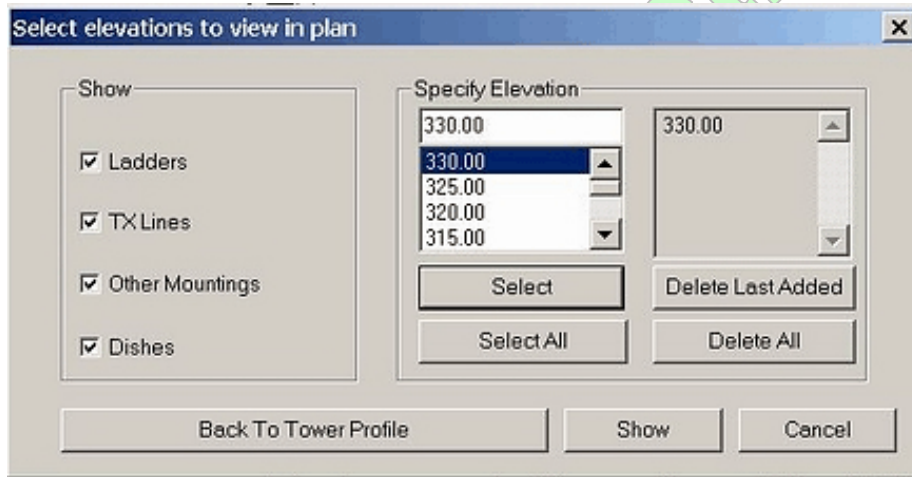 Select elevations to view in plan
Show
Ladders
TX Lines
Other Mountings
Dishes
Specify Elevation
330.00
330.00
325.00
320.00
315.00
330.00
Select
Delete Last Added
Select All
Delete All
Back To Tower Profile
Show
Cancel